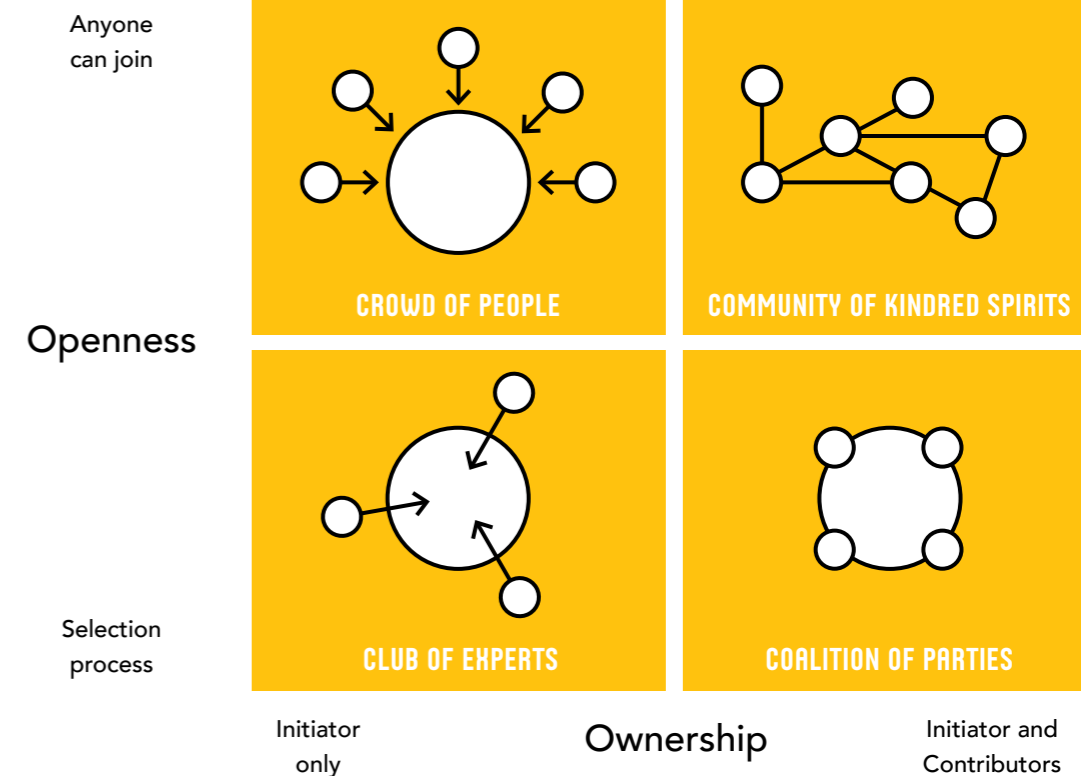 Anyone
can join
CROWD OF PEOPLE
COMMUNITY OF KINDRED SPIRITS
Openness
Selection
process
CLUB OF EXPERTS
COALITION OF PARTIES
Initiator
only
Ownership
Initiator and
Contributors